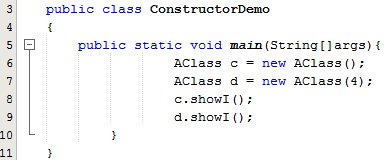 3 public class ConstructorDemo
4 {
5 public static void main(String[]args){
6 AClass c = new AClass();
7 AClass d = new AClass(4);
8 c.showI();
9 d.showI();
10 }
11 }